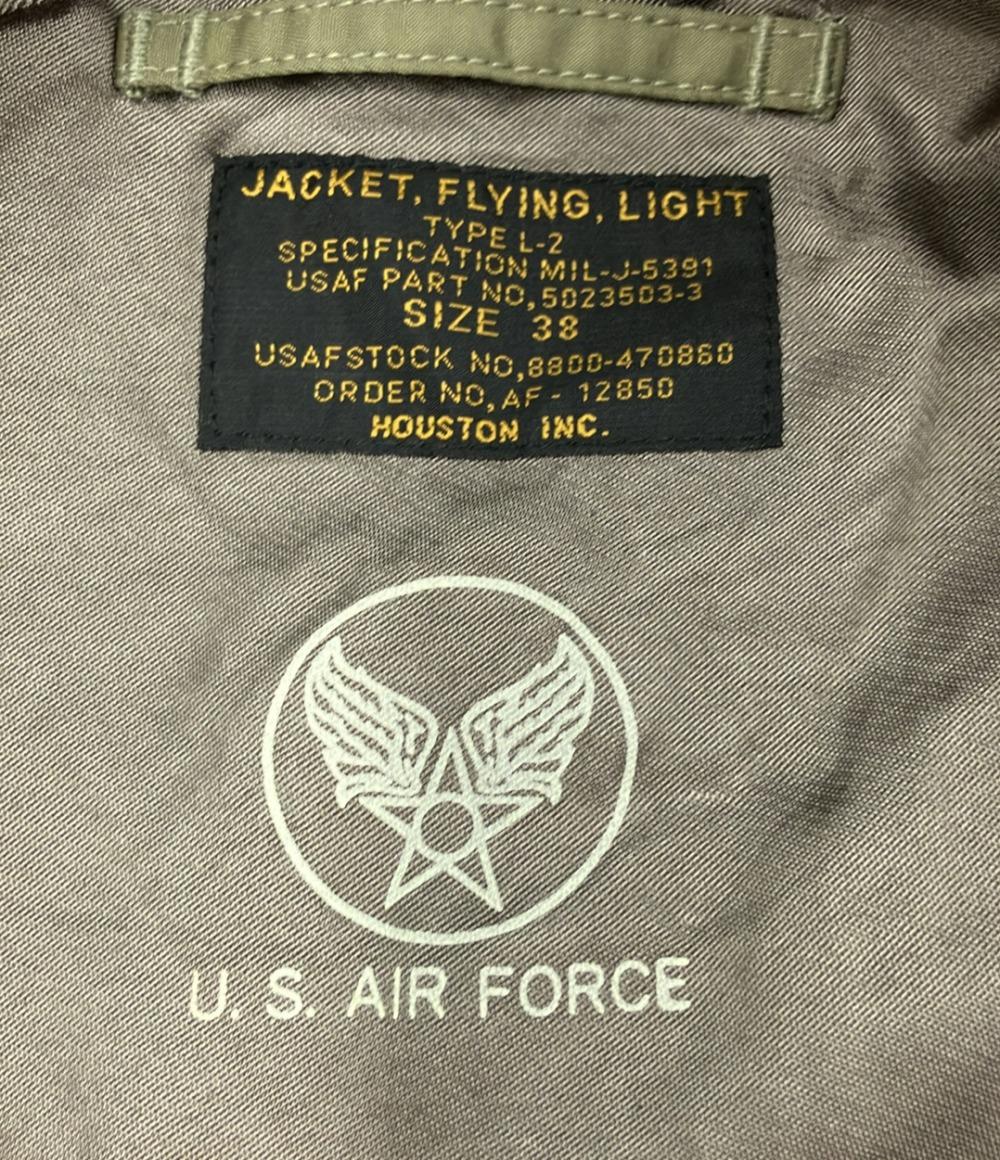 JACKET, FLYING, LIGHT
TYPE L-2
SPECIFICATION MIL-J-5391
USAF PART NO, 5023503-3
SIZE 38
USAFSTOCK NO, 8800-470860
ORDER NO, AF - 12850
HOUSTON INC.
U. S. AIR FORCE